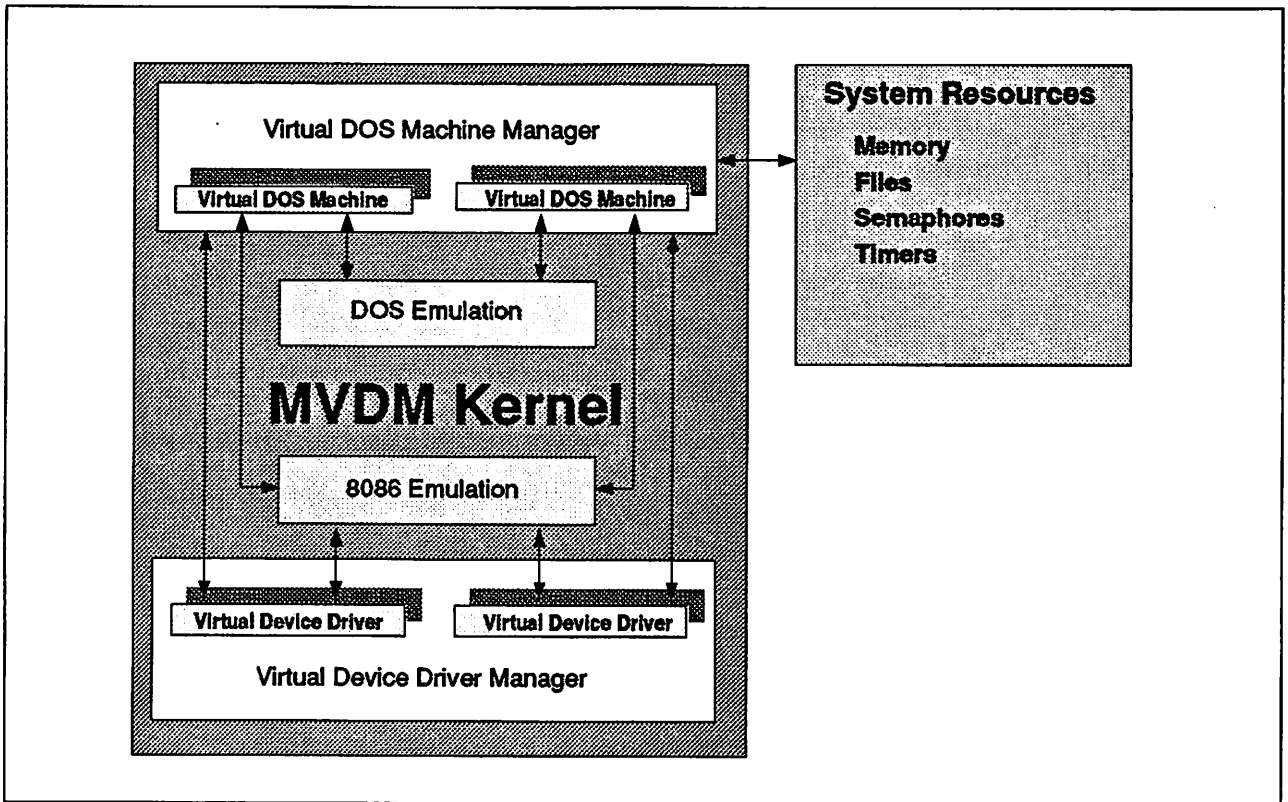 Virtual DOS Machine Manager
Virtual DOS Machine
Virtual DOS Machine
DOS Emulation
MVDM Kernel
8086 Emulation
Virtual Device Driver
Virtual Device Driver
Virtual Device Driver Manager
System Resources
Memory
Files
Semaphores
Timers